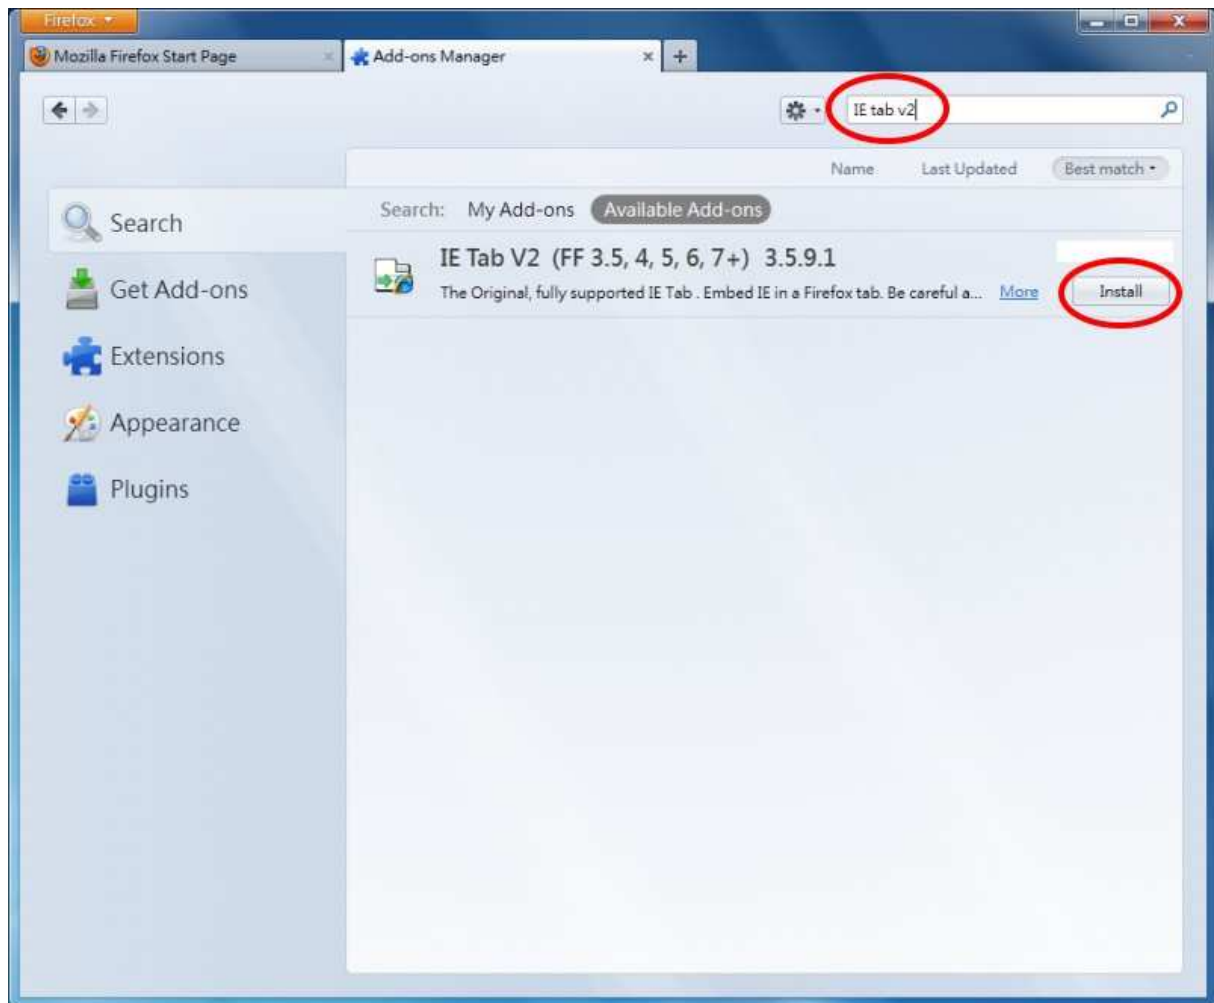 Firefox
Mozilla Firefox Start Page
Add-ons Manager
IE tab v2
Name Last Updated Best match
Search
Search: My Add-ons Available Add-ons
IE Tab V2 (FF 3.5, 4, 5, 6, 7+) 3.5.9.1
The Original, fully supported IE Tab . Embed IE in a Firefox tab. Be careful a... More Install
Get Add-ons
Extensions
Appearance
Plugins